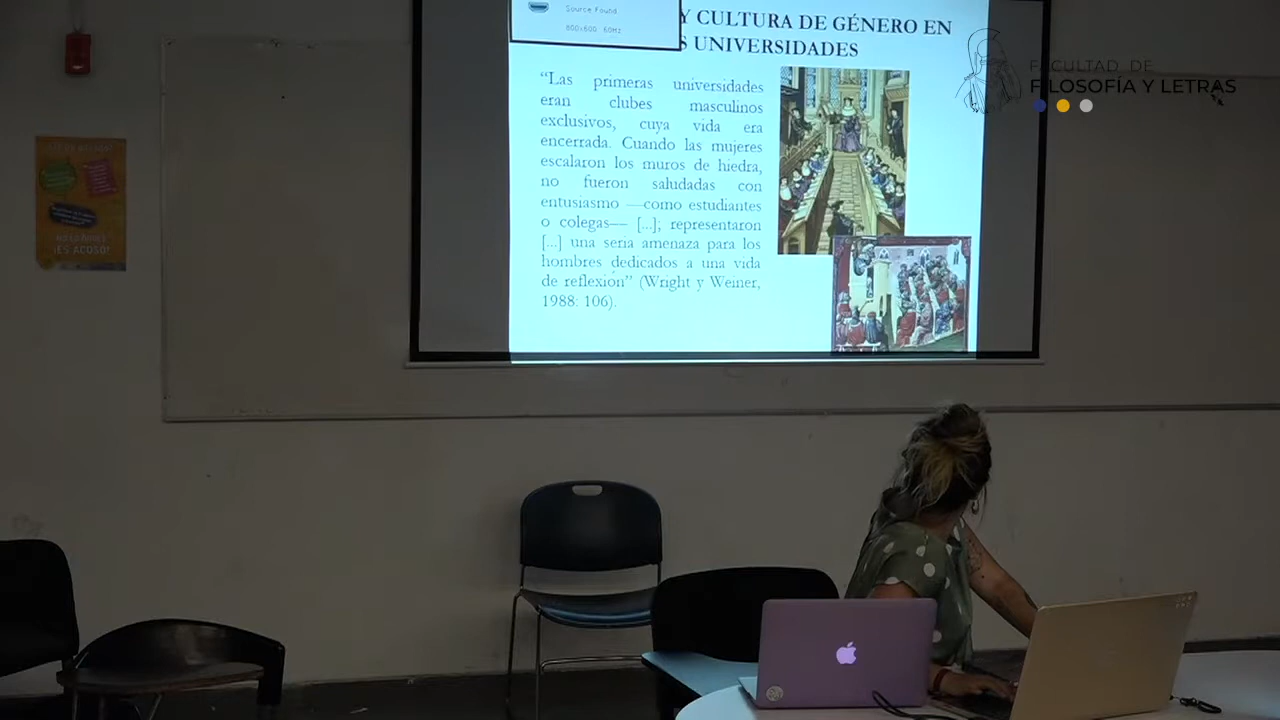 Source Found
800x600 60Hz
Y CULTURA DE GÉNERO EN
S UNIVERSIDADES
“Las primeras universidades
eran clubes masculinos
exclusivos, cuya vida era
encerrada. Cuando las mujeres
escalaron los muros de hiedra,
no fueron saludadas con
entusiasmo —como estudiantes
o colegas— [...]; representaron
[...] una seria amenaza para los
hombres dedicados a una vida
de reflexión” (Wright y Weiner,
1988: 106).
FACULTAD DE
FILOSOFÍA Y LETRAS
¡ES ACOSO!